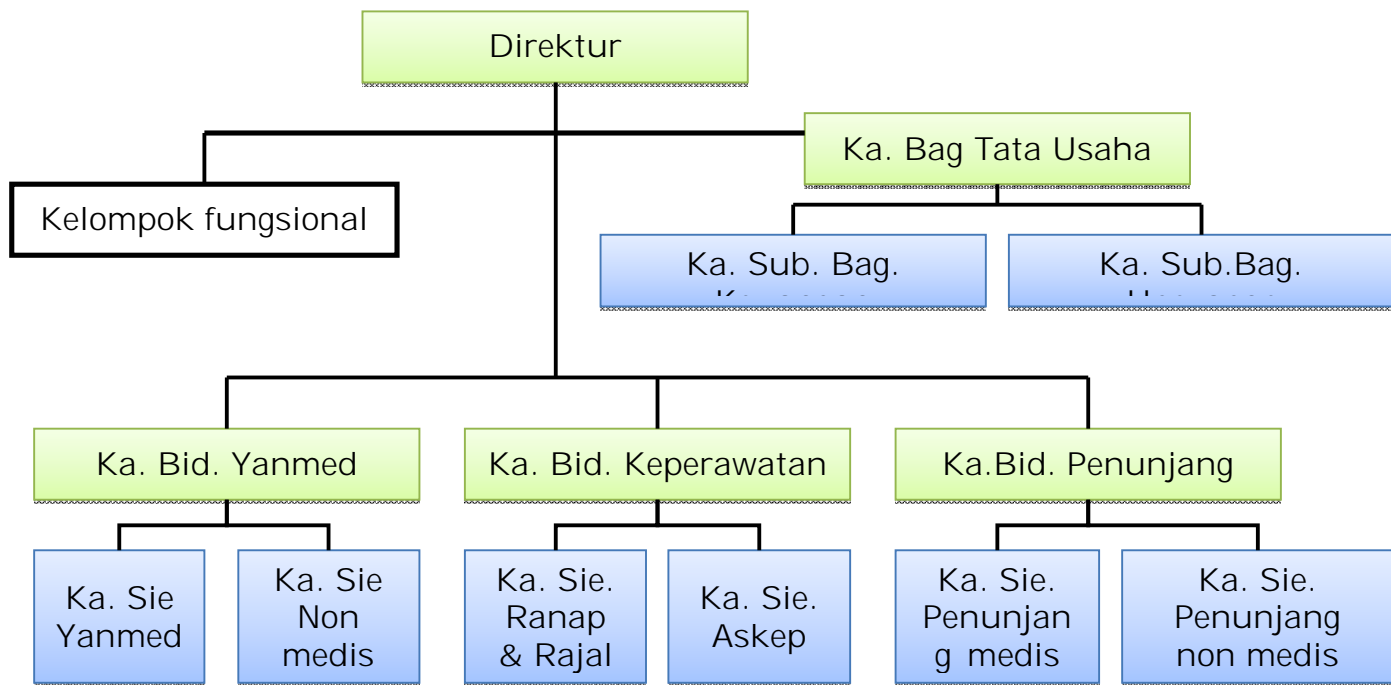 Direktur
Ka. Bag Tata Usaha
Kelompok fungsional
Ka. Sub. Bag.
Ka. Sub.Bag.
Ka. Bid. Yanmed
Ka. Bid. Keperawatan
Ka.Bid. Penunjang
Ka. Sie
Yanmed
Ka. Sie
Non
medis
Ka. Sie.
Ranap
& Rajal
Ka. Sie.
Askep
Ka. Sie.
Penunjan
g medis
Ka. Sie.
Penunjang
non medis